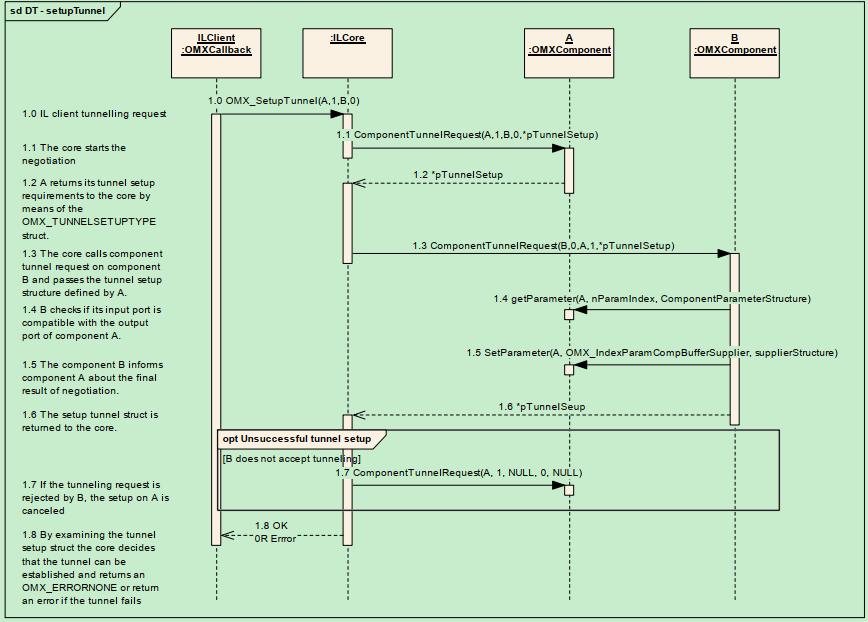 sd DT - setupTunnel
ILClient
:OMXCallback
:ILCore
A
:OMXComponent
B
:OMXComponent
1.0 OMX_SetupTunnel(A,1,B,0)
1.0 IL client tunnelling request
1.1 ComponentTunnelRequest(A,1,B,0,*pTunnelSetup)
1.1 The core starts the
negotiation
1.2 *pTunnelSetup
1.2 A returns its tunnel setup
requirements to the core by
means of the
OMX_TUNNELSETUPTYPE
struct.
1.3 ComponentTunnelRequest(B,0,A,1,*pTunnelSetup)
1.3 The core calls component
tunnel request on component
B and passes the tunnel setup
structure defined by A.
1.4 getParameter(A, nParamIndex, ComponentParameterStructure)
1.4 B checks if its input port is
compatible with the output
port of component A.
1.5 SetParameter(A, OMX_IndexParamCompBufferSupplier, supplierStructure)
1.5 The component B informs
component A about the final
result of negotiation.
1.6 *pTunnelSeup
1.6 The setup tunnel struct is
returned to the core.
opt Unsuccessful tunnel setup
[B does not accept tunneling]
1.7 ComponentTunnelRequest(A, 1, NULL, 0, NULL)
1.7 If the tunneling request is
rejected by B, the setup on A is
canceled
1.8 OK
0R Error
1.8 By examining the tunnel
setup struct the core decides
that the tunnel can be
established and returns an
OMX_ERRORNONE or return
an error if the tunnel fails